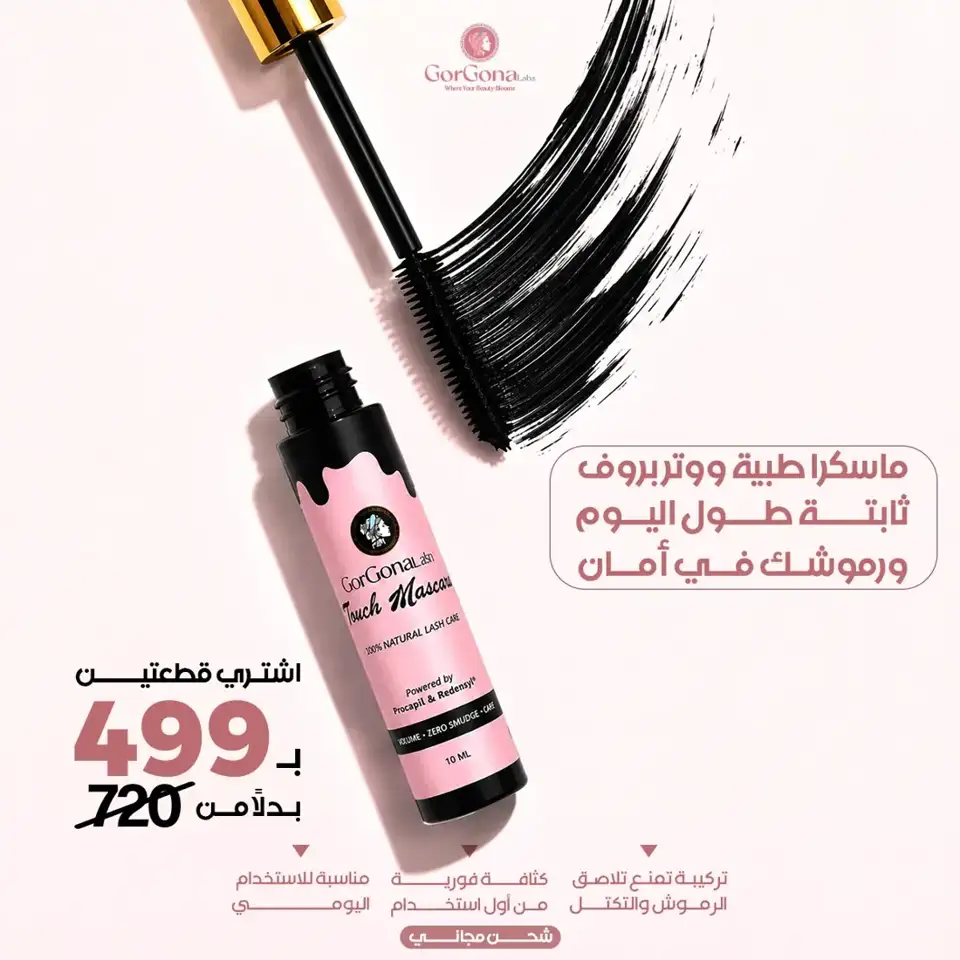 GorGona Labs
Where Your Beauty Blooms
ماسكرا طبية ووتربروف
ثابتة طول اليوم
ورموشك في أمان
GorGona Labs
Touch Mascara
100% NATURAL LASH CARE
Powered by
Procapil & Redensyl®
VOLUME • ZERO SMUDGE • CARE
10 ML
اشتري قطعتين
بـ 499
بدلاً من 720
تركيبة تمنع تلاصق
الرموش والتكتل
كثافة فورية
من أول استخدام
مناسبة للاستخدام
اليومي
شحن مجاني